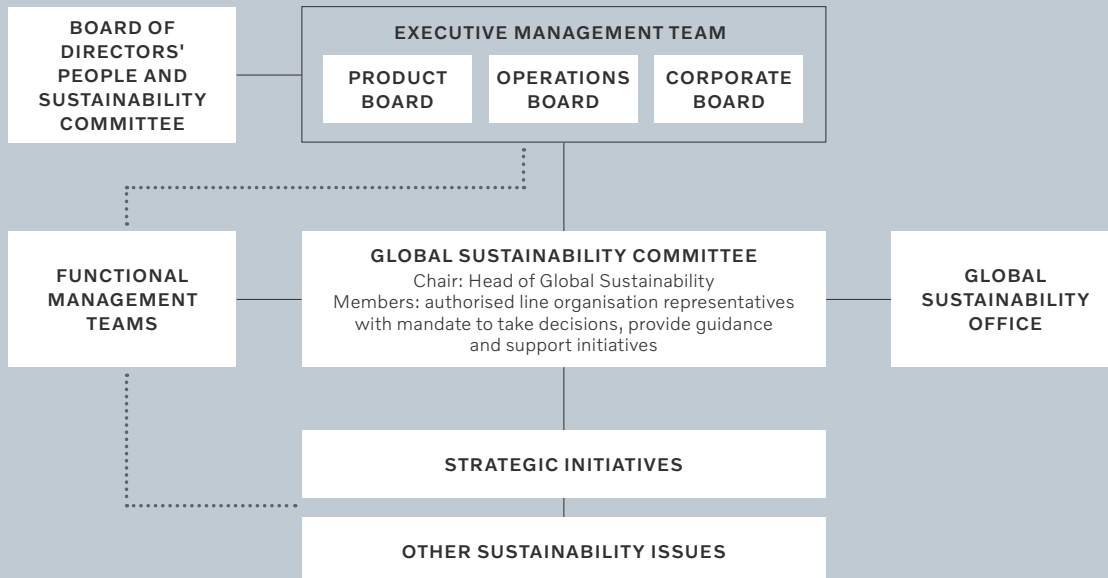 BOARD OF
DIRECTORS'
PEOPLE AND
SUSTAINABILITY
COMMITTEE
EXECUTIVE MANAGEMENT TEAM
PRODUCT
BOARD
OPERATIONS
BOARD
CORPORATE
BOARD
FUNCTIONAL
MANAGEMENT
TEAMS
GLOBAL SUSTAINABILITY COMMITTEE
Chair: Head of Global Sustainability
Members: authorised line organisation representatives
with mandate to take decisions, provide guidance
and support initiatives
GLOBAL
SUSTAINABILITY
OFFICE
STRATEGIC INITIATIVES
OTHER SUSTAINABILITY ISSUES